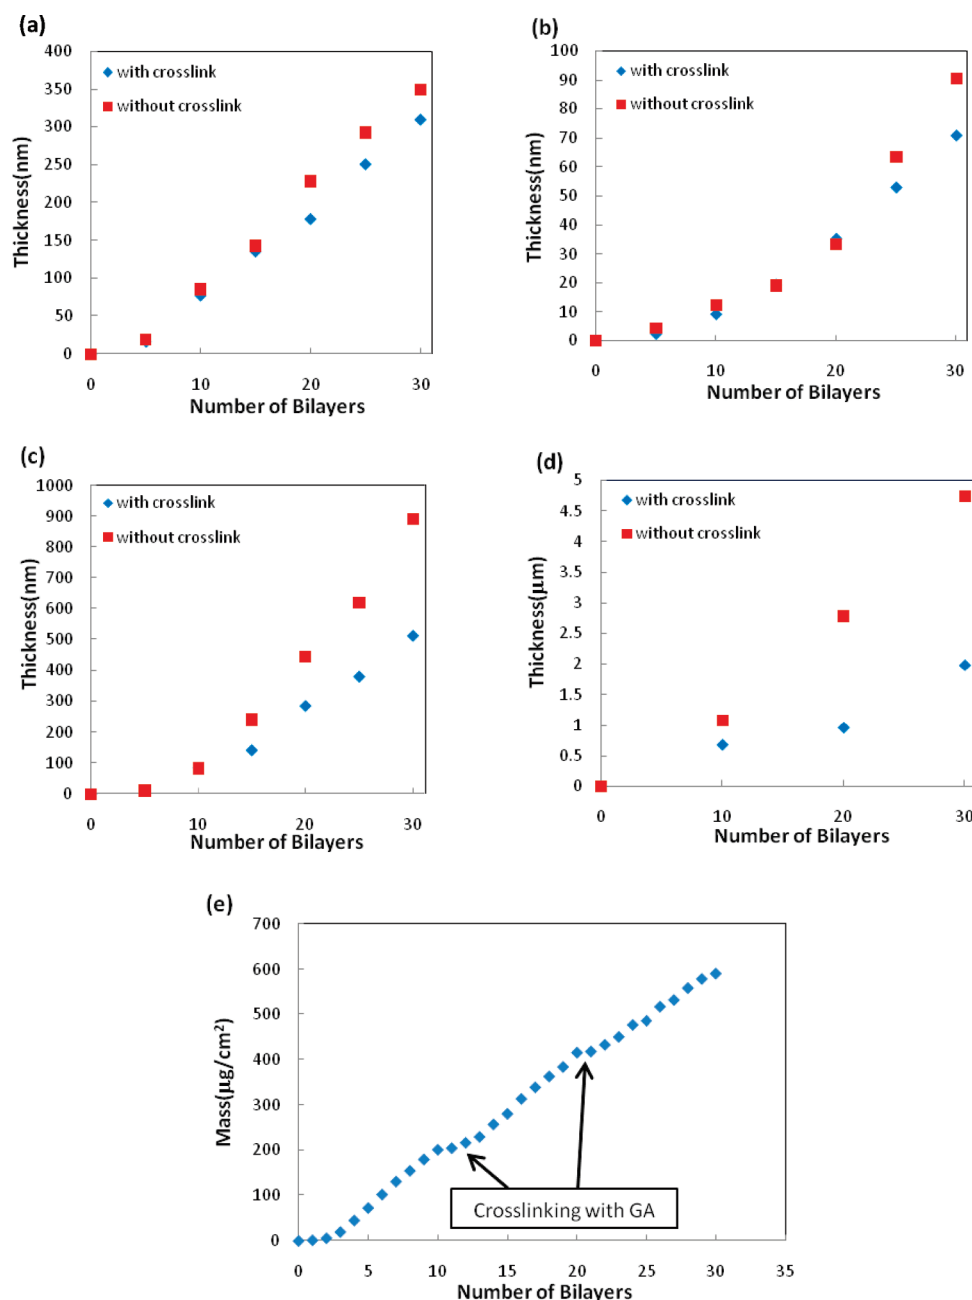 (a)
400
350
300
250
200
150
100
50
0
Thickness(nm)
with crosslink
without crosslink
0 10 20 30
Number of Bilayers
(b)
100
90
80
70
60
50
40
30
20
10
0
Thickness(nm)
with crosslink
without crosslink
0 10 20 30
Number of Bilayers
(c)
1000
900
800
700
600
500
400
300
200
100
0
Thickness(nm)
with crosslink
without crosslink
0 10 20 30
Number of Bilayers
(d)
5
4.5
4
3.5
3
2.5
2
1.5
1
0.5
0
Thickness(μm)
with crosslink
without crosslink
0 10 20 30
Number of Bilayers
(e)
700
600
500
400
300
200
100
0
Mass(μg/cm²)
Crosslinking with GA
0 5 10 15 20 25 30 35
Number of Bilayers